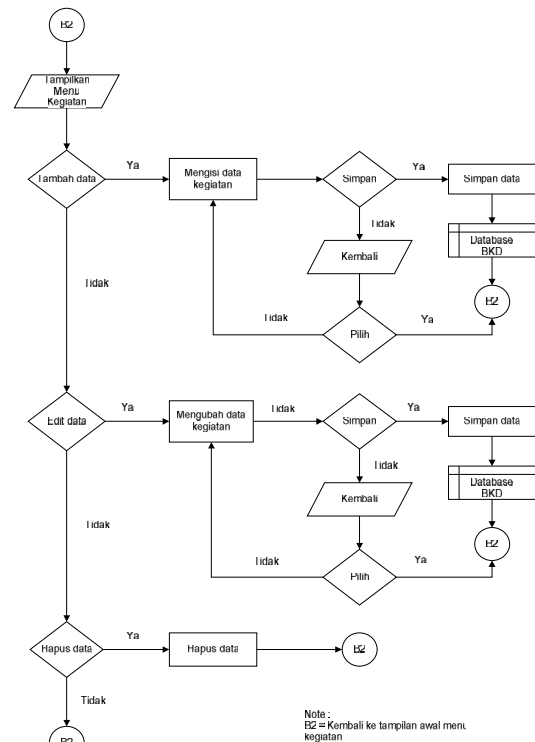 B2
Tampilkan
Menu
Kegiatan
Tambah data
Ya
Mengisi data
kegiatan
Simpan
Ya
Simpan data
Tidak
Database
BKD
Kembali
B2
Tidak
Tidak
Pilih
Ya
Edit data
Ya
Mengubah data
kegiatan
Tidak
Simpan
Ya
Simpan data
Tidak
Database
BKD
Kembali
Tidak
B2
Tidak
Pilih
Ya
Hapus data
Ya
Hapus data
B2
Tidak
B2
Note :
B2 = Kembali ke tampilan awal menu
kegiatan